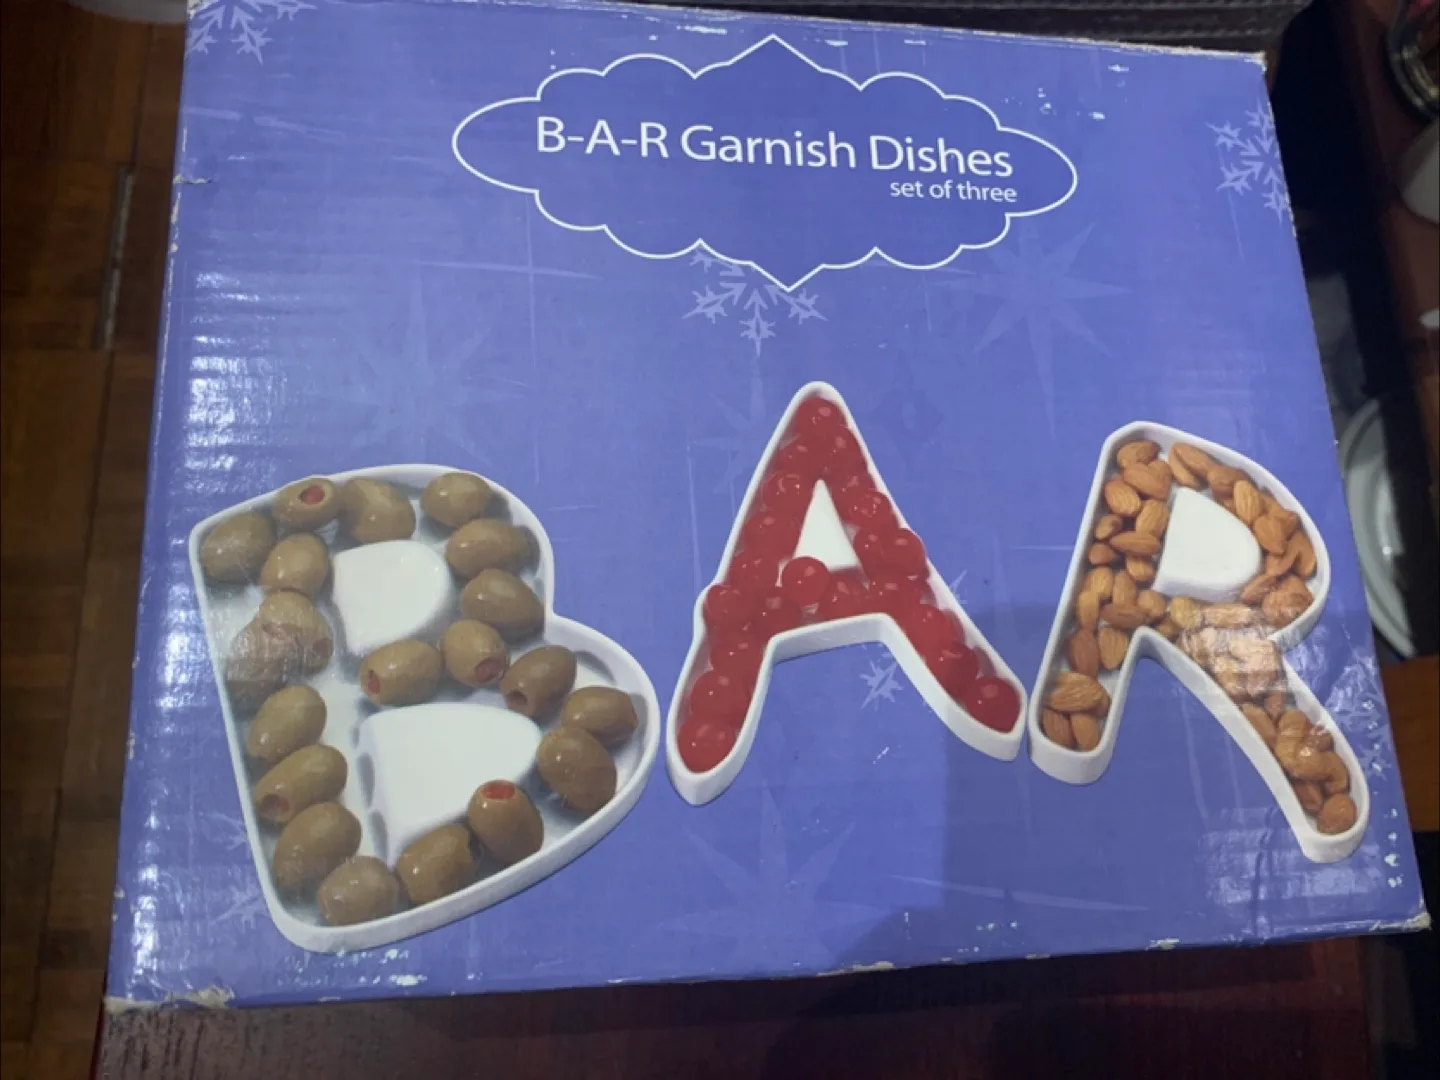 B-A-R Garnish Dishes
set of three